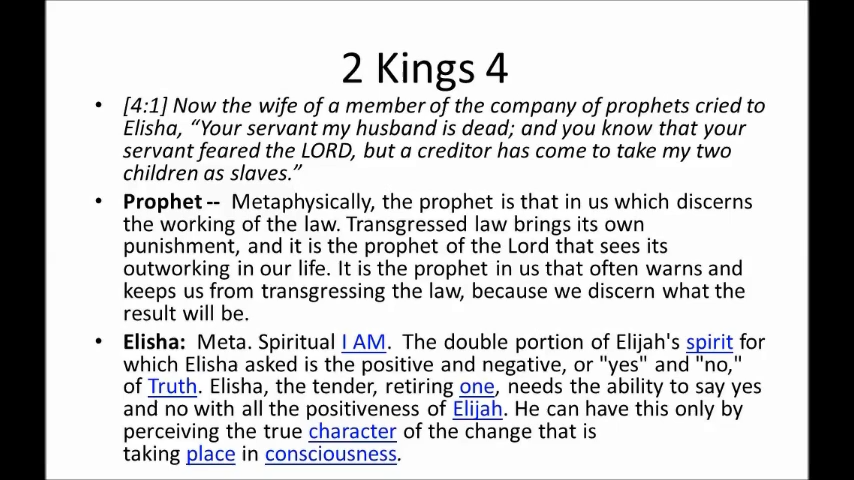 2 Kings 4
• [4:1] Now the wife of a member of the company of prophets cried to
Elisha, “Your servant my husband is dead; and you know that your
servant feared the LORD, but a creditor has come to take my two
children as slaves.”
• Prophet -- Metaphysically, the prophet is that in us which discerns
the working of the law. Transgressed law brings its own
punishment, and it is the prophet of the Lord that sees its
outworking in our life. It is the prophet in us that often warns and
keeps us from transgressing the law, because we discern what the
result will be.
• Elisha: Meta. Spiritual I AM. The double portion of Elijah's spirit for
which Elisha asked is the positive and negative, or "yes" and "no,"
of Truth. Elisha, the tender, retiring one, needs the ability to say yes
and no with all the positiveness of Elijah. He can have this only by
perceiving the true character of the change that is
taking place in consciousness.